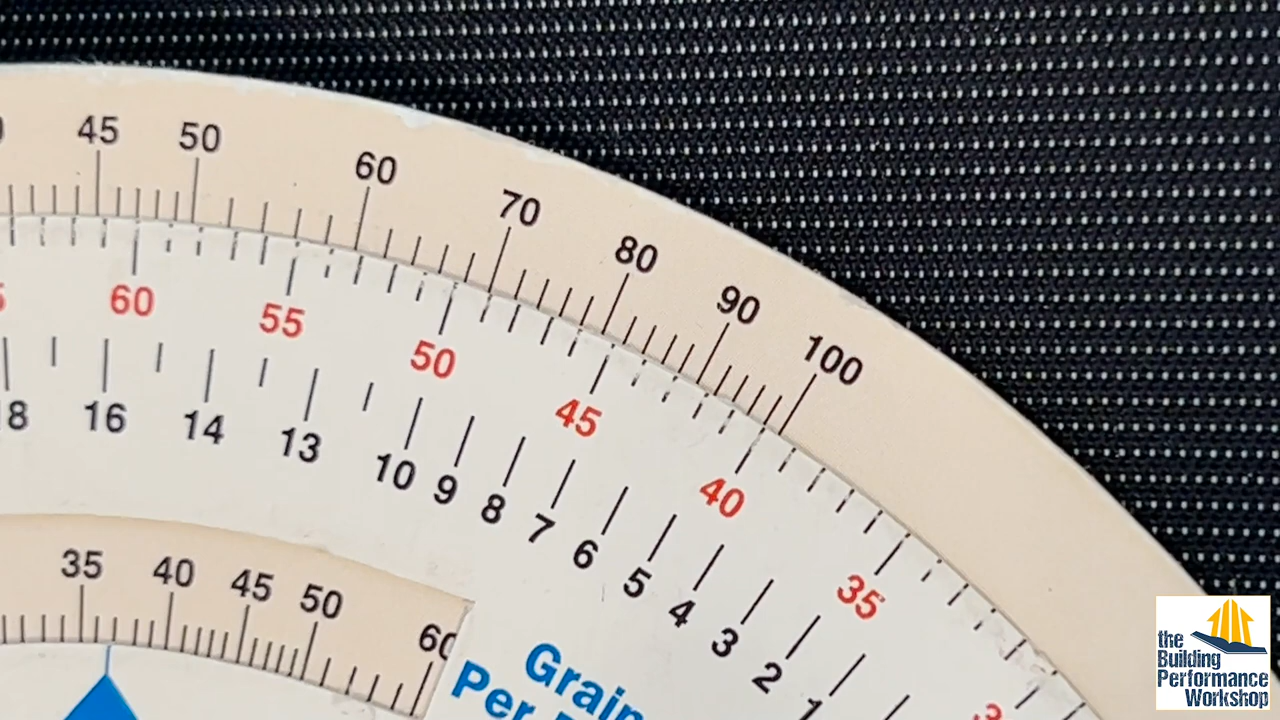 45 50 60 70 80 90 100
60 55 50 45 40 35
16 14 13 10 9 8 7 6 5 4 3 2 1
35 40 45 50 60
Grain
Per
the
Building
Performance
Workshop